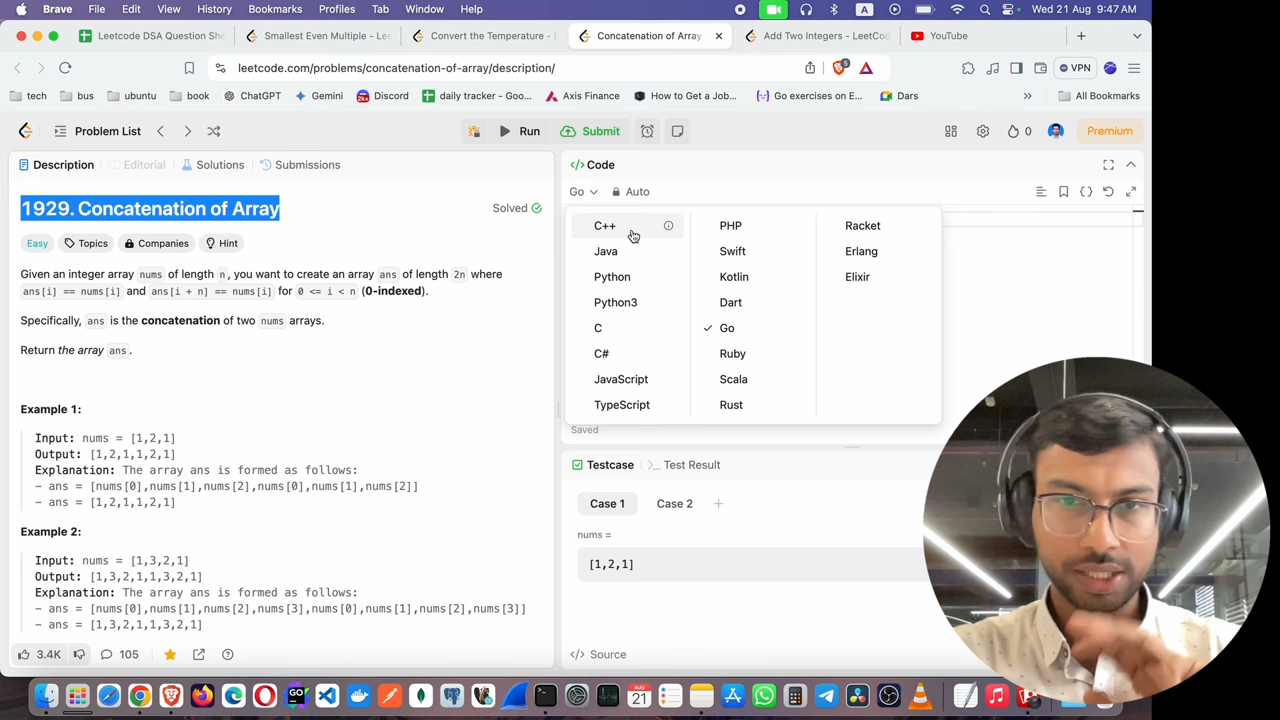 Brave File Edit View History Bookmarks Profiles Tab Window Help A Wed 21 Aug 9:47 AM
Leetcode DSA Question She Smallest Even Multiple - Lee Convert the Temperature - L Concatenation of Array Add Two Integers - LeetCod YouTube
leetcode.com/problems/concatenation-of-array/description/ 6 VPN
tech bus ubuntu book ChatGPT Gemini Discord daily tracker - Goo... Axis Finance How to Get a Job... Go exercises on E... Dars » All Bookmarks
Problem List Run Submit 0 Premium
Description Editorial Solutions Submissions
</> Code
Go Auto
1929. Concatenation of Array
Solved
Easy Topics Companies Hint
Given an integer array nums of length n, you want to create an array ans of length 2n where
ans[i] == nums[i] and ans[i + n] == nums[i] for 0 <= i < n (0-indexed).
Specifically, ans is the concatenation of two nums arrays.
Return the array ans.
Example 1:
Input: nums = [1,2,1]
Output: [1,2,1,1,2,1]
Explanation: The array ans is formed as follows:
- ans = [nums[0],nums[1],nums[2],nums[0],nums[1],nums[2]]
- ans = [1,2,1,1,2,1]
Example 2:
Input: nums = [1,3,2,1]
Output: [1,3,2,1,1,3,2,1]
Explanation: The array ans is formed as follows:
- ans = [nums[0],nums[1],nums[2],nums[3],nums[0],nums[1],nums[2],nums[3]]
- ans = [1,3,2,1,1,3,2,1]
3.4K 105
C++ PHP Racket
Java Swift Erlang
Python Kotlin Elixir
Python3 Dart
C Go
C# Ruby
JavaScript Scala
TypeScript Rust
Saved
Testcase >_ Test Result
Case 1 Case 2 +
nums =
[1,2,1]
</> Source
GO AUG 21